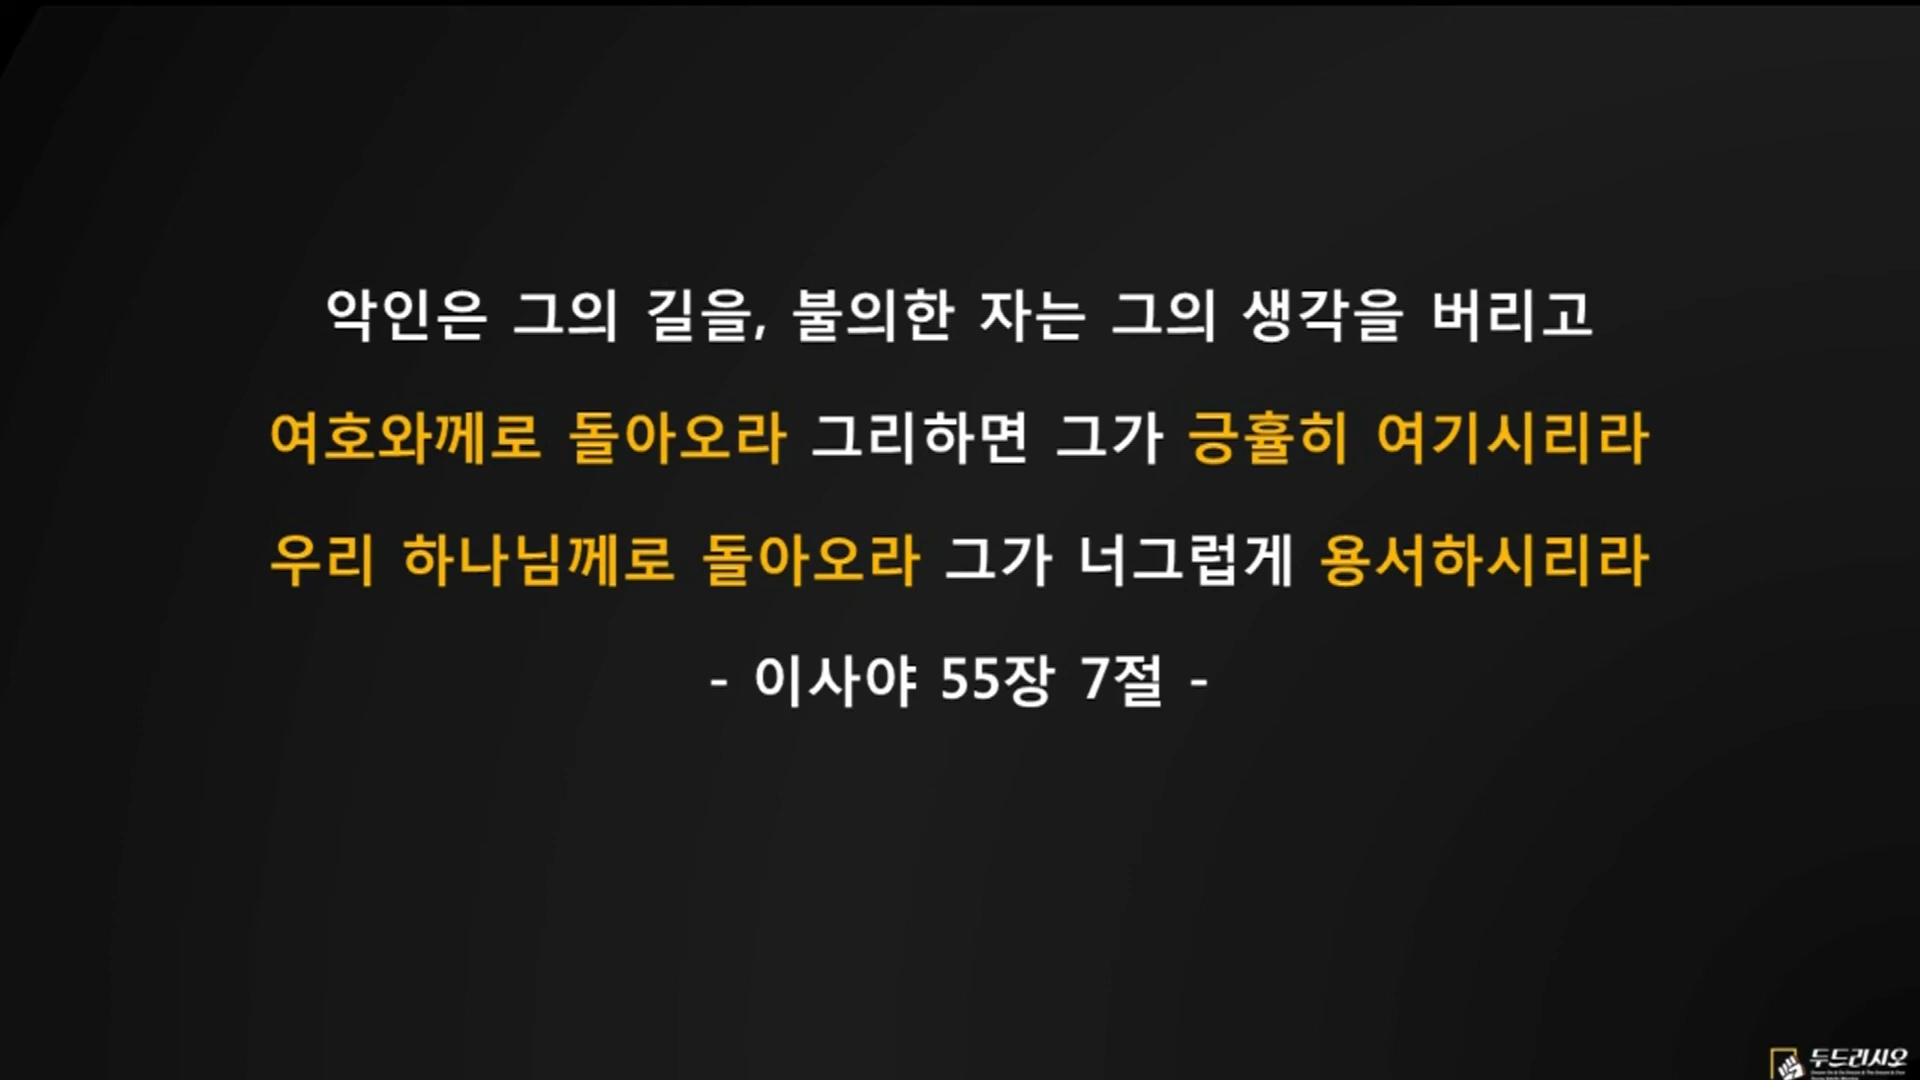 악인은 그의 길을, 불의한 자는 그의 생각을 버리고
여호와께로 돌아오라 그리하면 그가 긍휼히 여기시리라
우리 하나님께로 돌아오라 그가 너그럽게 용서하시리라
- 이사야 55장 7절 -
두드리시오